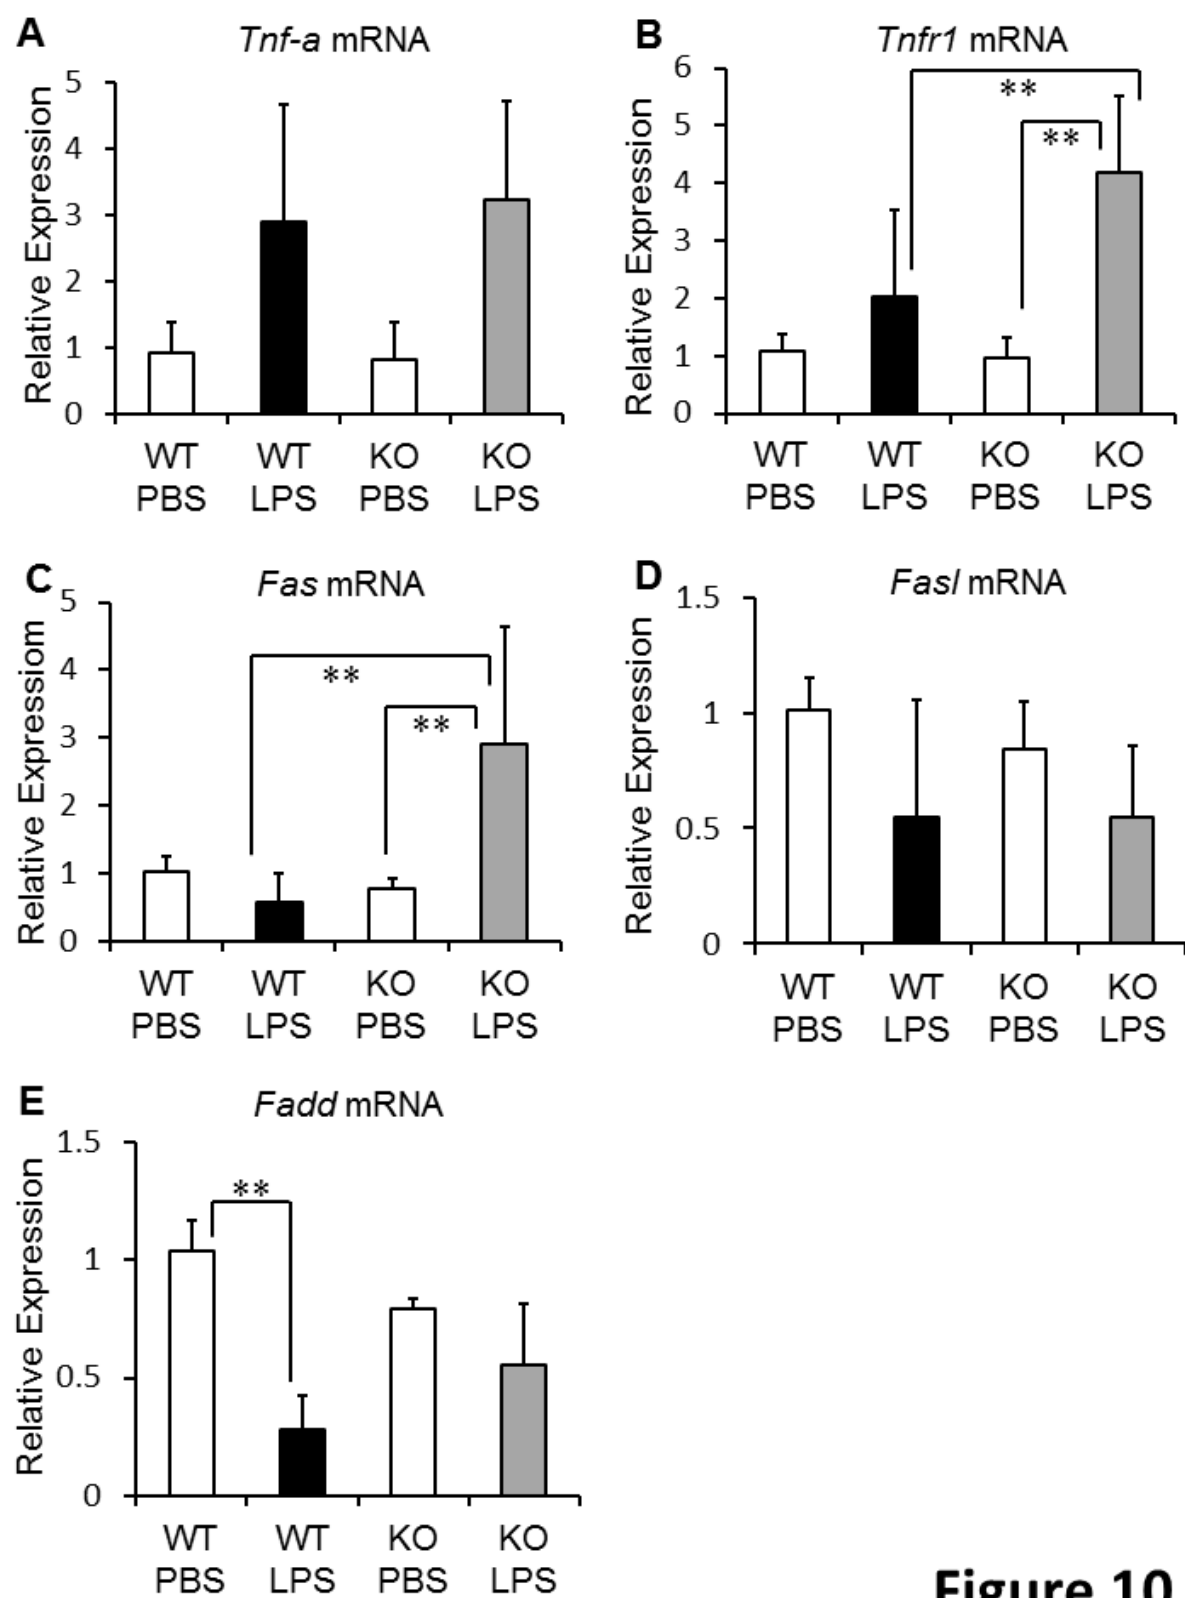 A
Tnf-a mRNA
Relative Expression
5
4
3
2
1
0
WT WT KO KO
PBS LPS PBS LPS
B
Tnfr1 mRNA
Relative Expression
6
5
4
3
2
1
0
**
**
WT WT KO KO
PBS LPS PBS LPS
C
Fas mRNA
Relative Expressiom
5
4
3
2
1
0
**
**
WT WT KO KO
PBS LPS PBS LPS
D
Fasl mRNA
Relative Expression
1.5
1
0.5
0
WT WT KO KO
PBS LPS PBS LPS
E
Fadd mRNA
Relative Expression
1.5
1
0.5
0
**
WT WT KO KO
PBS LPS PBS LPS
Figure 10